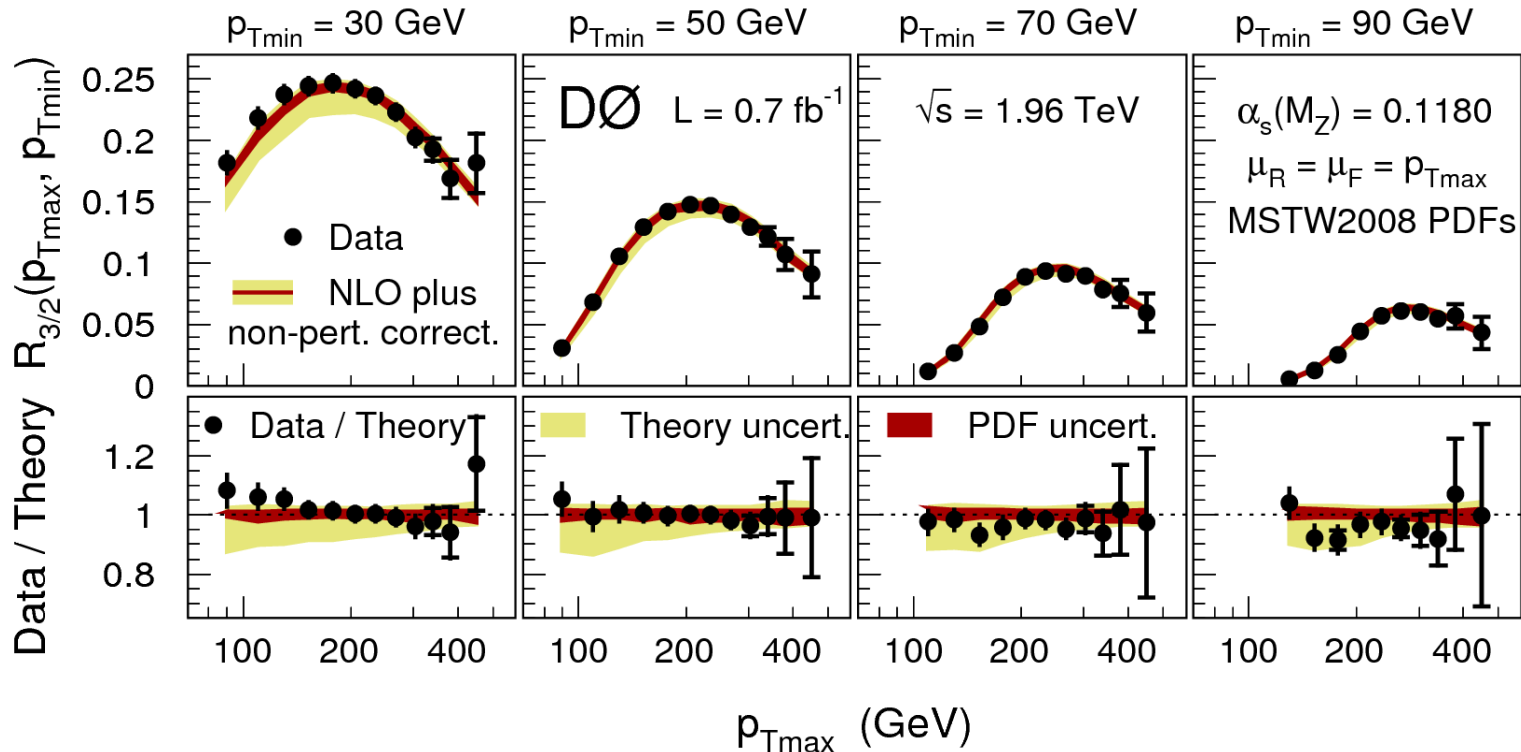 p_Tmin = 30 GeV p_Tmin = 50 GeV p_Tmin = 70 GeV p_Tmin = 90 GeV
R_3/2(p_Tmax, p_Tmin)
0.25
0.2
0.15
0.1
0.05
0
Data
NLO plus
non-pert. correct.
DØ L = 0.7 fb^-1
√s = 1.96 TeV
α_s(M_Z) = 0.1180
μ_R = μ_F = p_Tmax
MSTW2008 PDFs
Data / Theory
1.2
1
0.8
Data / Theory
Theory uncert.
PDF uncert.
100 200 400 100 200 400 100 200 400 100 200 400
p_Tmax (GeV)